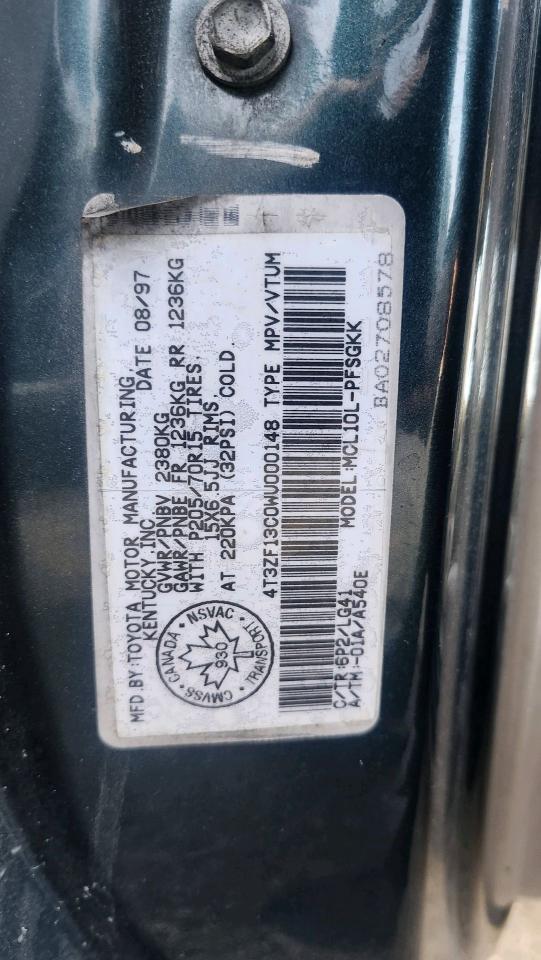 MFD.BY:TOYOTA MOTOR MANUFACTURING,
KENTUCKY,INC. DATE 08/97
GVWR/PNBV 2380KG
GAWR/PNBE FR 1236KG RR 1236KG
WITH P205/70R15 TIRES,
15X6.5JJ RIMS,
AT 220KPA (32PSI) COLD.
CANADA · NSVAC · TRANSPORT · CMVSS ·
930
4T3ZF13C0WU000148 TYPE MPV/VTUM
C/TR:6P2/LG41 MODEL:MCL10L-PFSGKK
A/TM:-01A/A540E
BA02708578